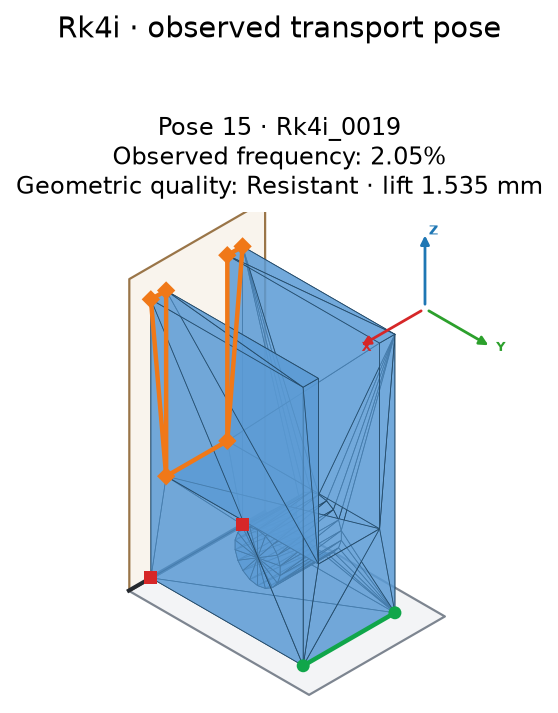 Rk4i · observed transport pose
Pose 15 · Rk4i_0019
Observed frequency: 2.05%
Geometric quality: Resistant · lift 1.535 mm
Z
X
Y